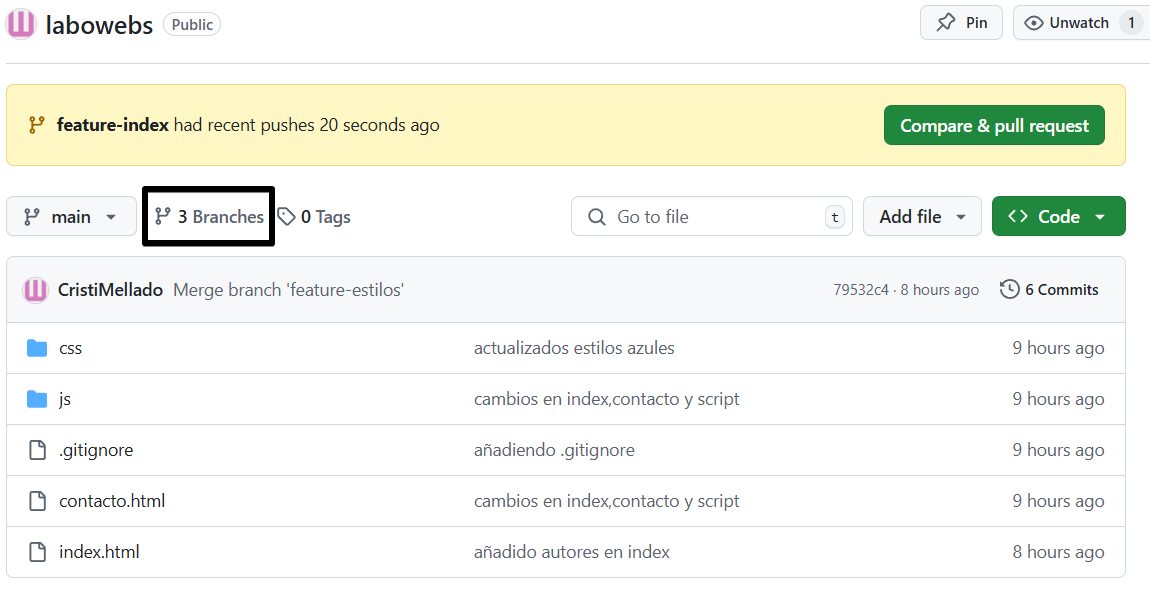 labowebs Public Pin Unwatch 1
feature-index had recent pushes 20 seconds ago Compare & pull request
main 3 Branches 0 Tags Go to file t Add file Code
CristiMellado Merge branch 'feature-estilos' 79532c4 · 8 hours ago 6 Commits
css actualizados estilos azules 9 hours ago
js cambios en index,contacto y script 9 hours ago
.gitignore añadiendo .gitignore 9 hours ago
contacto.html cambios en index,contacto y script 9 hours ago
index.html añadido autores en index 8 hours ago